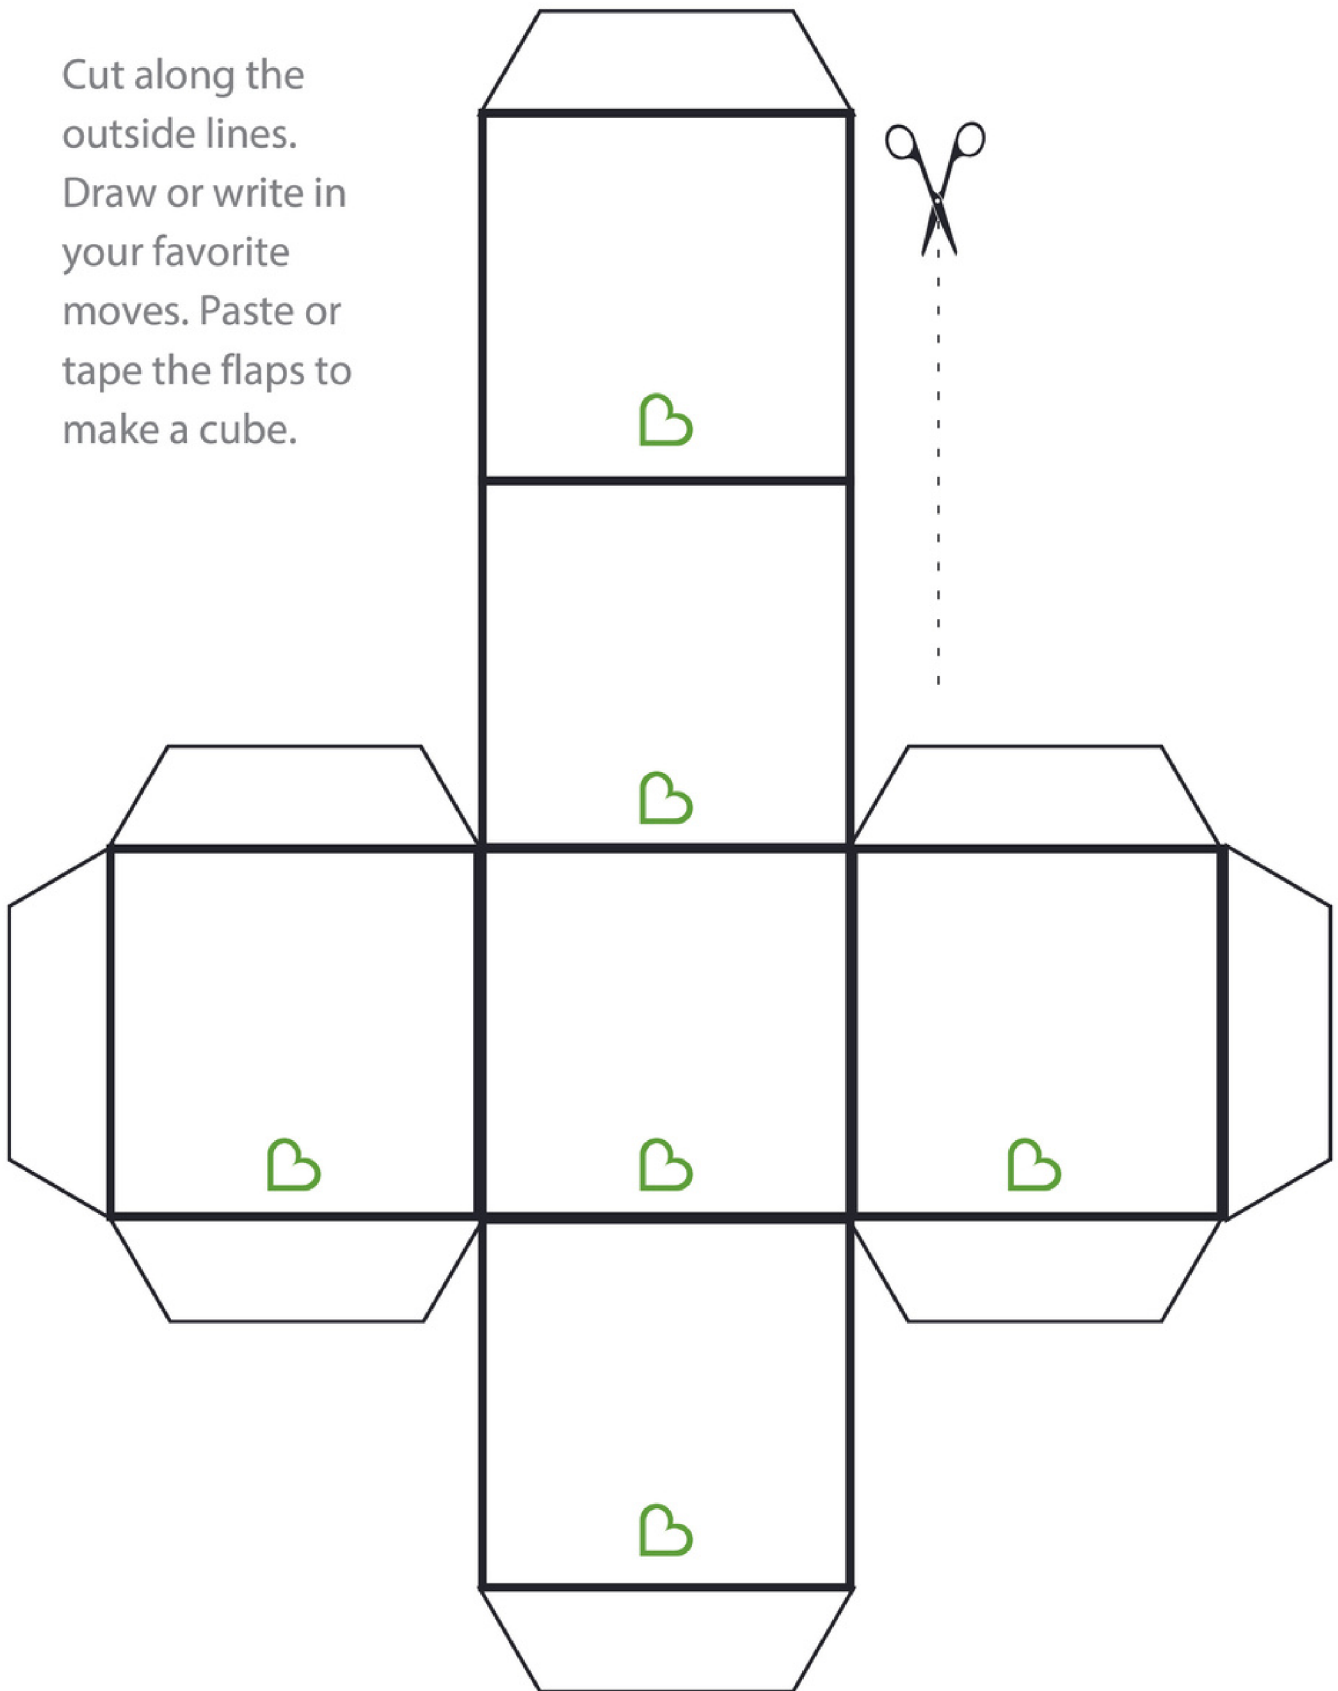 Cut along the
outside lines.
Draw or write in
your favorite
moves. Paste or
tape the flaps to
make a cube.